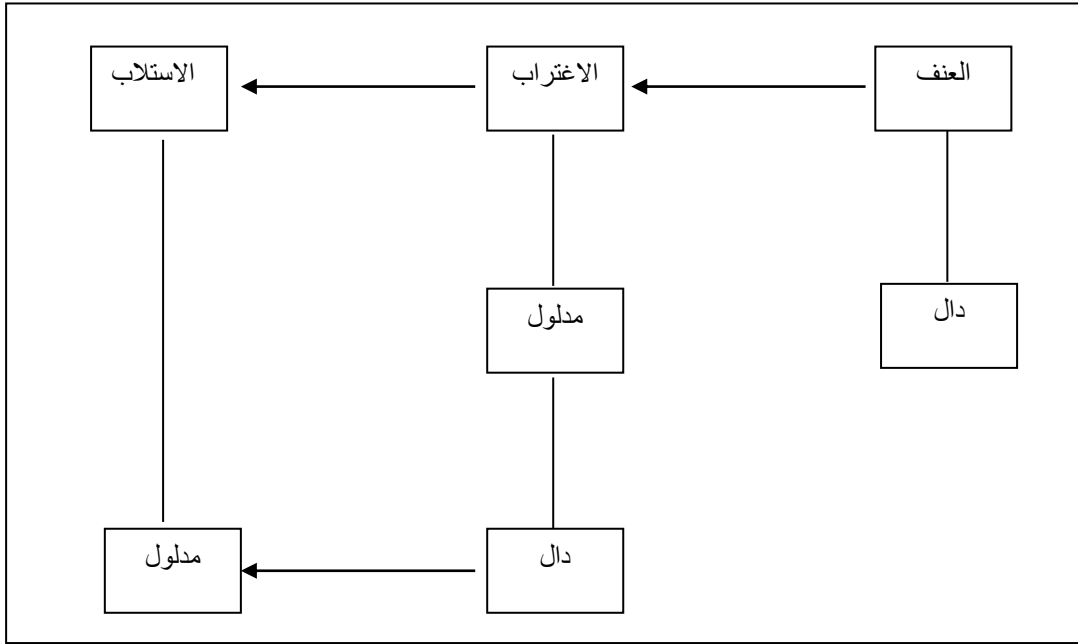 العنف
الاغتراب
الاستلاب
دال
مدلول
دال
مدلول